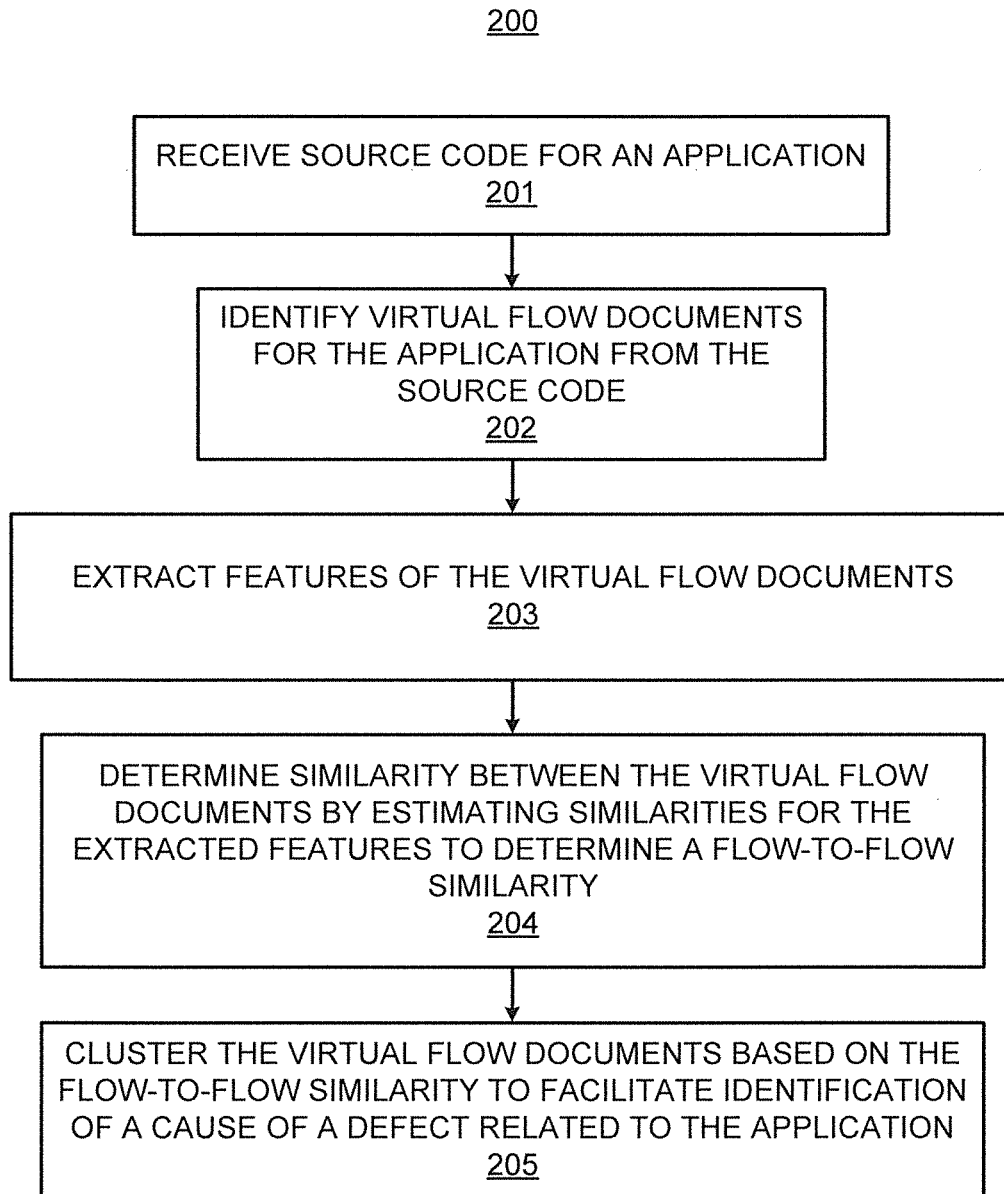 200
RECEIVE SOURCE CODE FOR AN APPLICATION
201
IDENTIFY VIRTUAL FLOW DOCUMENTS
FOR THE APPLICATION FROM THE
SOURCE CODE
202
EXTRACT FEATURES OF THE VIRTUAL FLOW DOCUMENTS
203
DETERMINE SIMILARITY BETWEEN THE VIRTUAL FLOW
DOCUMENTS BY ESTIMATING SIMILARITIES FOR THE
EXTRACTED FEATURES TO DETERMINE A FLOW-TO-FLOW
SIMILARITY
204
CLUSTER THE VIRTUAL FLOW DOCUMENTS BASED ON THE
FLOW-TO-FLOW SIMILARITY TO FACILITATE IDENTIFICATION
OF A CAUSE OF A DEFECT RELATED TO THE APPLICATION
205